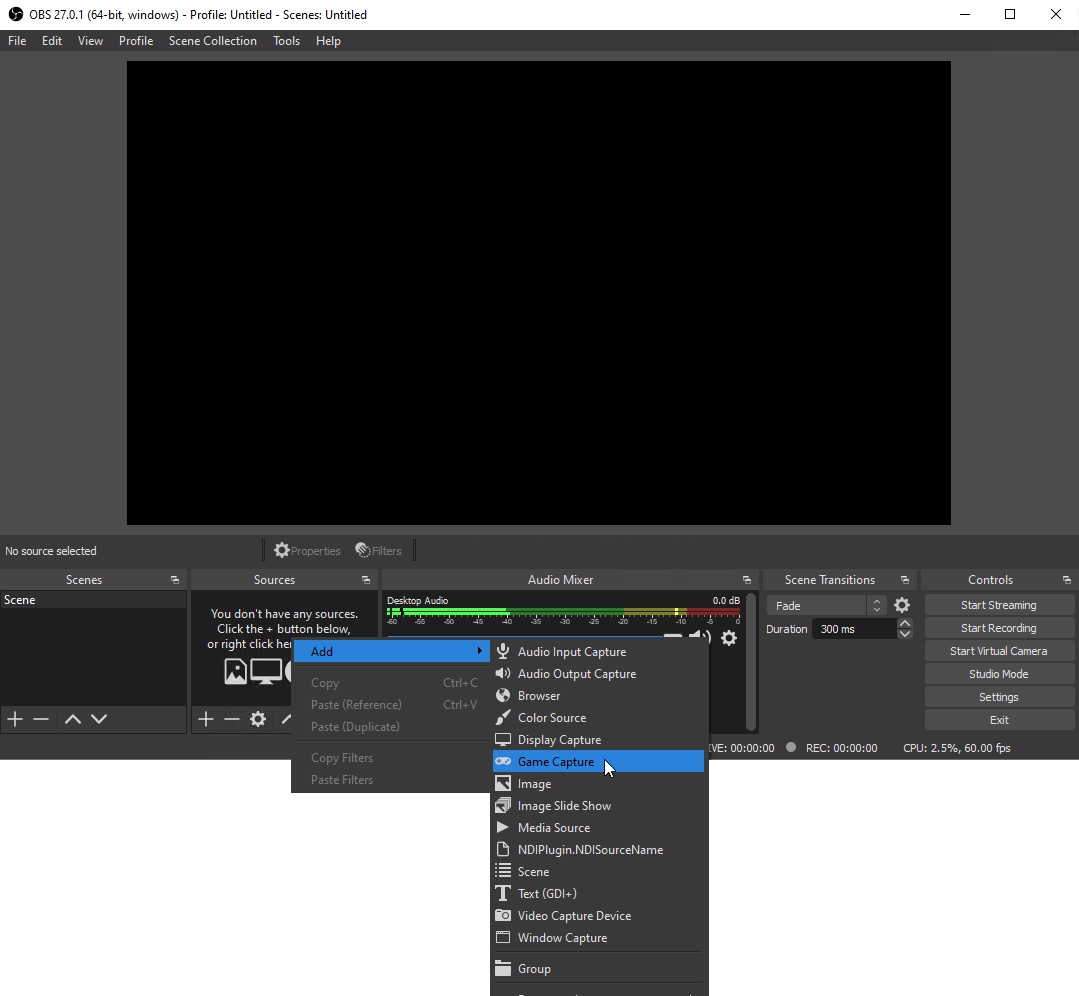 OBS 27.0.1 (64-bit, windows) - Profile: Untitled - Scenes: Untitled
File Edit View Profile Scene Collection Tools Help
No source selected Properties Filters
Scenes Sources Audio Mixer Scene Transitions Controls
Scene
You don't have any sources.
Click the + button below,
or right click here
Desktop Audio 0.0 dB
-60 -55 -50 -45 -40 -35 -30 -25 -20 -15 -10 -5 0
Fade
Duration 300 ms
Start Streaming
Start Recording
Start Virtual Camera
Studio Mode
Settings
Exit
Add
Copy Ctrl+C
Paste (Reference) Ctrl+V
Paste (Duplicate)
Copy Filters
Paste Filters
Audio Input Capture
Audio Output Capture
Browser
Color Source
Display Capture
Game Capture
Image
Image Slide Show
Media Source
NDIPlugin.NDISourceName
Scene
Text (GDI+)
Video Capture Device
Window Capture
Group
00:00:00 REC: 00:00:00 CPU: 2.5%, 60.00 fps